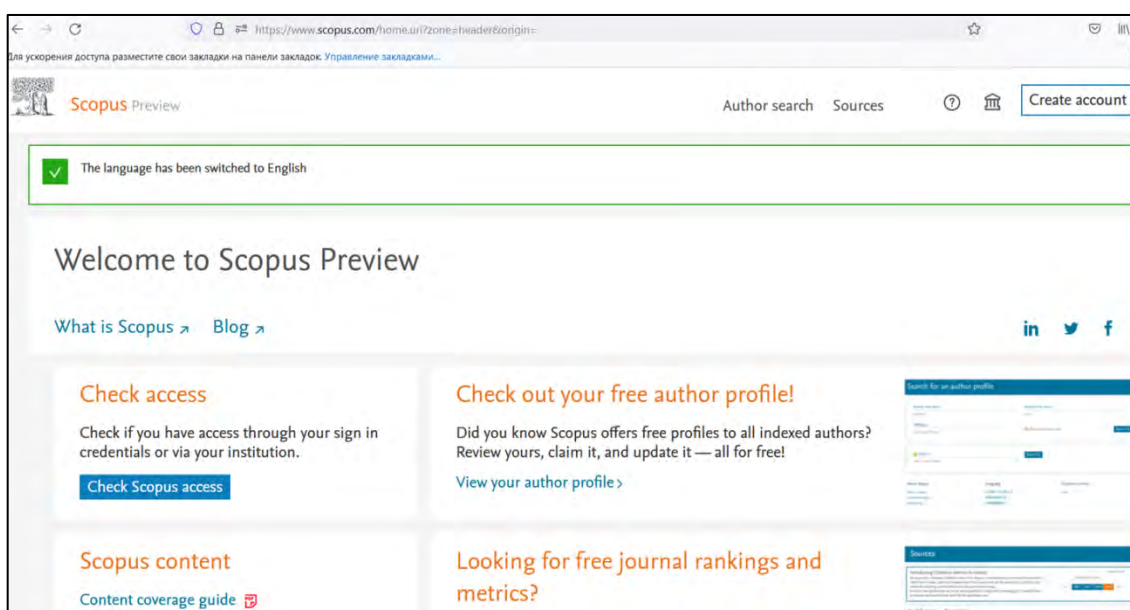 https://www.scopus.com/home.uri?zone=header&origin=
Для ускорения доступа разместите свои закладки на панели закладок. Управление закладками...
Scopus Preview
Author search Sources
Create account
The language has been switched to English
Welcome to Scopus Preview
What is Scopus
Blog
in
Check access
Check if you have access through your sign in
credentials or via your institution.
Check Scopus access
Check out your free author profile!
Did you know Scopus offers free profiles to all indexed authors?
Review yours, claim it, and update it — all for free!
View your author profile
Search for an author profile
Scopus content
Content coverage guide
Looking for free journal rankings and
metrics?
Sources